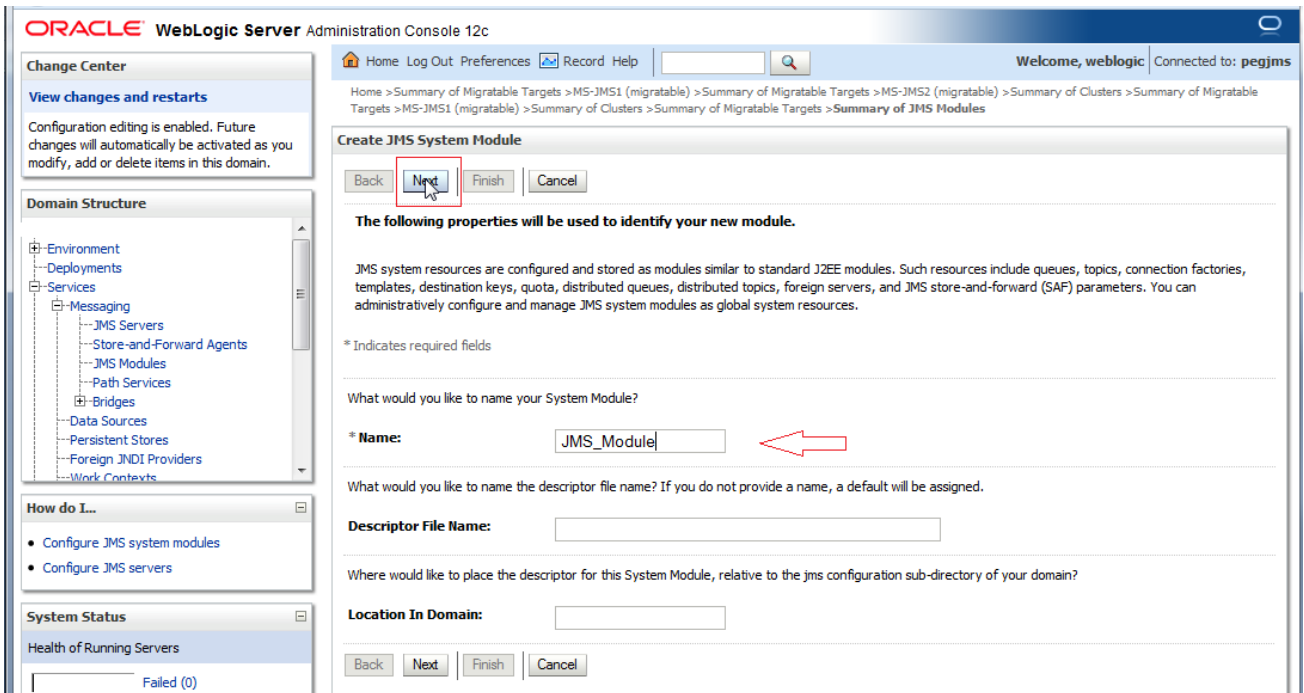 ORACLE WebLogic Server Administration Console 12c
Change Center
View changes and restarts
Configuration editing is enabled. Future
changes will automatically be activated as you
modify, add or delete items in this domain.
Domain Structure
Environment
Deployments
Services
Messaging
JMS Servers
Store-and-Forward Agents
JMS Modules
Path Services
Bridges
Data Sources
Persistent Stores
Foreign JNDI Providers
Work Contexts
How do I...
Configure JMS system modules
Configure JMS servers
System Status
Health of Running Servers
Failed (0)
Home Log Out Preferences Record Help
Welcome, weblogic Connected to: pegjms
Home >Summary of Migratable Targets >MS-JMS1 (migratable) >Summary of Migratable Targets >MS-JMS2 (migratable) >Summary of Clusters >Summary of Migratable
Targets >MS-JMS1 (migratable) >Summary of Clusters >Summary of Migratable Targets >Summary of JMS Modules
Create JMS System Module
Back Next Finish Cancel
The following properties will be used to identify your new module.
JMS system resources are configured and stored as modules similar to standard J2EE modules. Such resources include queues, topics, connection factories,
templates, destination keys, quota, distributed queues, distributed topics, foreign servers, and JMS store-and-forward (SAF) parameters. You can
administratively configure and manage JMS system modules as global system resources.
* Indicates required fields
What would you like to name your System Module?
* Name: JMS_Module
What would you like to name the descriptor file name? If you do not provide a name, a default will be assigned.
Descriptor File Name:
Where would like to place the descriptor for this System Module, relative to the jms configuration sub-directory of your domain?
Location In Domain:
Back Next Finish Cancel